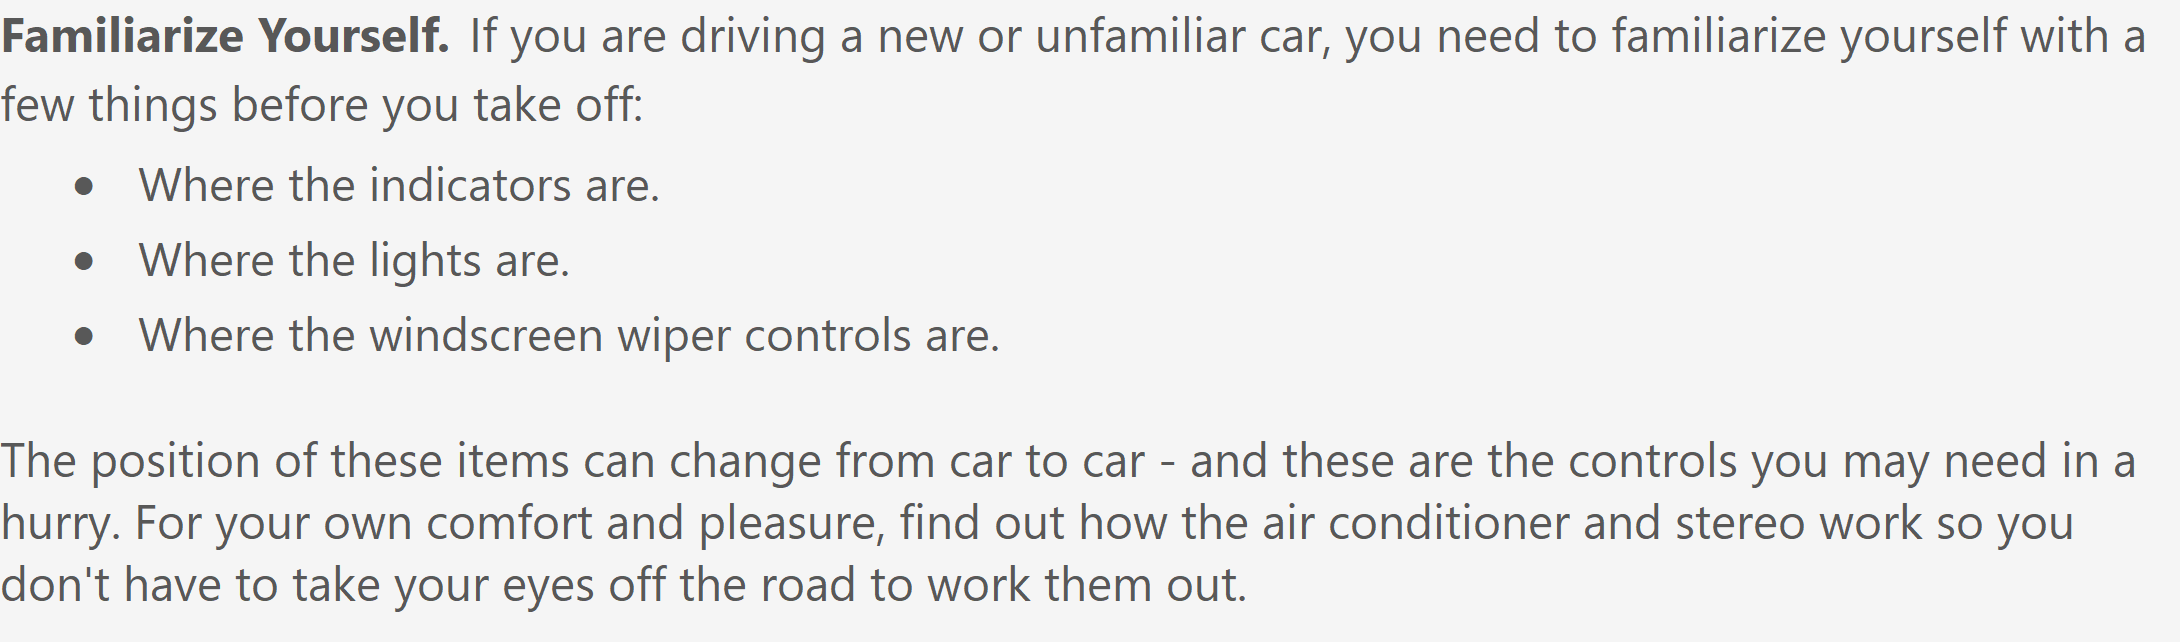 Familiarize Yourself. If you are driving a new or unfamiliar car, you need to familiarize yourself with a
few things before you take off:
• Where the indicators are.
• Where the lights are.
• Where the windscreen wiper controls are.
The position of these items can change from car to car - and these are the controls you may need in a
hurry. For your own comfort and pleasure, find out how the air conditioner and stereo work so you
don't have to take your eyes off the road to work them out.